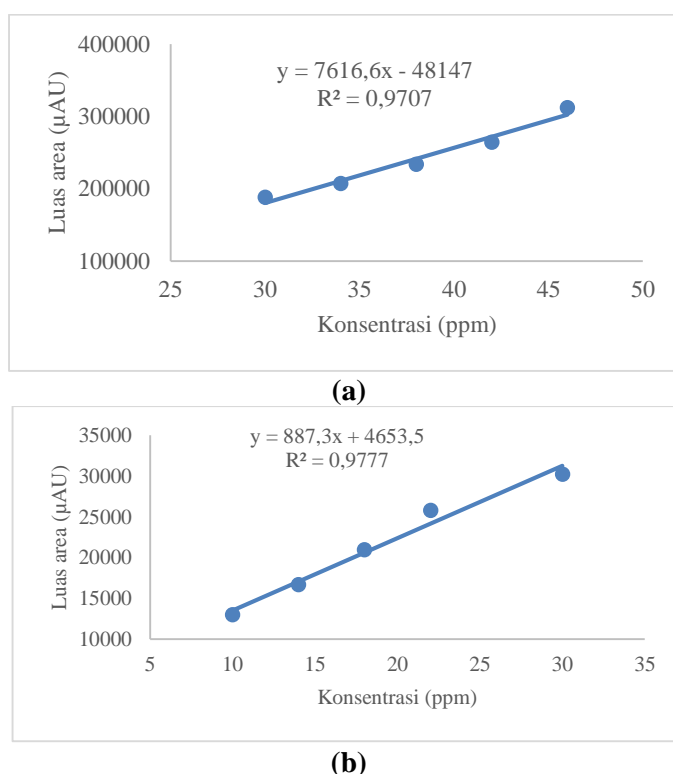 400000
300000
200000
100000
Luas area (µAU)
y = 7616,6x - 48147
R² = 0,9707
25 30 35 40 45 50
Konsentrasi (ppm)
(a)
35000
30000
25000
20000
15000
10000
Luas area (µAU)
y = 887,3x + 4653,5
R² = 0,9777
5 10 15 20 25 30 35
Konsentrasi (ppm)
(b)